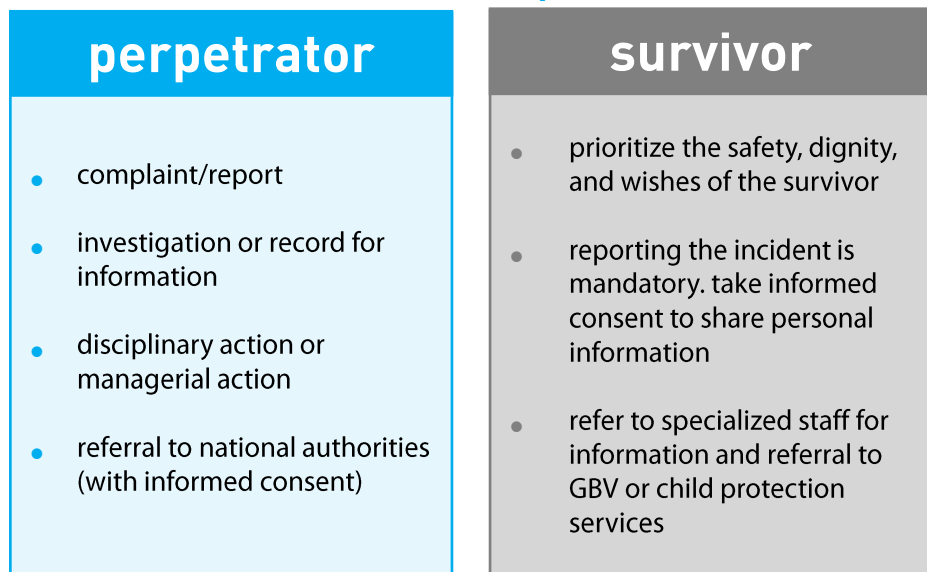 perpetrator
complaint/report
investigation or record for
information
disciplinary action or
managerial action
referral to national authorities
(with informed consent)
survivor
prioritize the safety, dignity,
and wishes of the survivor
reporting the incident is
mandatory. take informed
consent to share personal
information
refer to specialized staff for
information and referral to
GBV or child protection
services